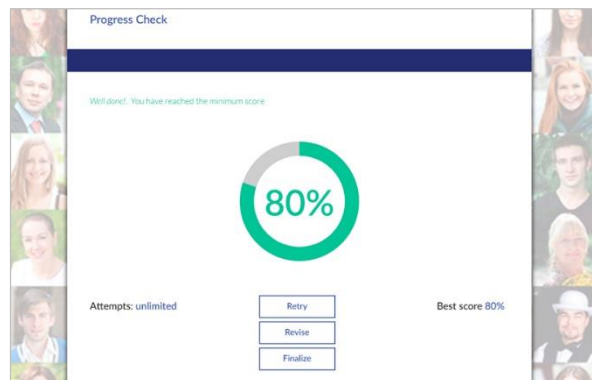 Progress Check
Well done!. You have reached the minimum score
80%
Attempts: unlimited
Retry
Best score 80%
Revise
Finalize